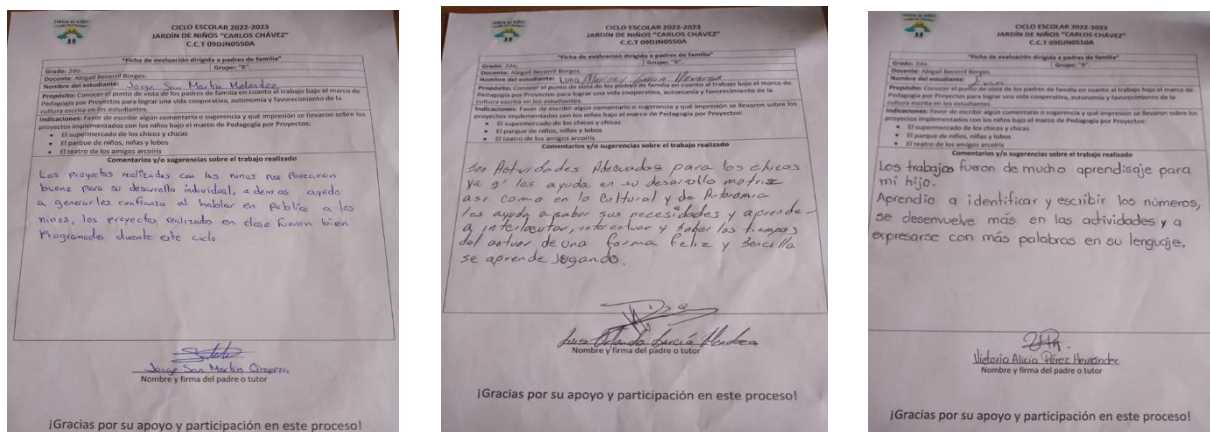 CICLO ESCOLAR 2022-2023
JARDÍN DE NIÑOS "CARLOS CHÁVEZ"
C.C.T 09DJN0550A
"Ficha de evaluación dirigida a padres de familia"
Grado: 2do. Grupo: "B".
Docente: Abigail Becerril Borges.
Nombre del estudiante: Jorge San Martín Melendez
Propósito: Conocer el punto de vista de los padres de familia en cuanto al trabajo bajo el marco de
Pedagogía por Proyectos para lograr una vida cooperativa, autonomía y favorecimiento de la
cultura escrita en los estudiantes.
Indicaciones: Favor de escribir algún comentario o sugerencia y qué impresión se llevaron sobre los
proyectos implementados con los niños bajo el marco de Pedagogía por Proyectos:
• El supermercado de los chicos y chicas
• El parque de niños, niñas y lobos
• El teatro de los amigos arcoíris
Comentarios y/o sugerencias sobre el trabajo realizado
Los proyectos realizados con los niños nos parecieron
bueno para su desarrollo individual, ademas ayudo
a generarles confianza al hablar en publico a los
niños, los proyectos realizado en clase fueron bien
Programados durante este ciclo
Jorge San Martín
Nombre y firma del padre o tutor
¡Gracias por su apoyo y participación en este proceso!
CICLO ESCOLAR 2022-2023
JARDÍN DE NIÑOS "CARLOS CHÁVEZ"
C.C.T 09DJN0550A
"Ficha de evaluación dirigida a padres de familia"
Grado: 2do. Grupo: "B".
Docente: Abigail Becerril Borges.
Nombre del estudiante:
Propósito: Conocer el punto de vista de los padres de familia en cuanto al trabajo bajo el marco de
Pedagogía por Proyectos para lograr una vida cooperativa, autonomía y favorecimiento de la
cultura escrita en los estudiantes.
Indicaciones: Favor de escribir algún comentario o sugerencia y qué impresión se llevaron sobre los
proyectos implementados con los niños bajo el marco de Pedagogía por Proyectos:
• El supermercado de los chicos y chicas
• El parque de niños, niñas y lobos
• El teatro de los amigos arcoíris
Comentarios y/o sugerencias sobre el trabajo realizado
Son Actividades Adecuadas para los chicos
ya q' les ayuda en su desarrollo motriz
asi como en lo Cultural y de Autonomia
les ayuda a saber sus necesidades y aprende-
a interlocutar, interactuar y saber los tiempos
del actuar de una forma feliz y sencilla
se aprende jugando.
Nombre y firma del padre o tutor
¡Gracias por su apoyo y participación en este proceso!
CICLO ESCOLAR 2022-2023
JARDÍN DE NIÑOS "CARLOS CHÁVEZ"
C.C.T 09DJN0550A
"Ficha de evaluación dirigida a padres de familia"
Grado: 2do. Grupo: "B".
Docente: Abigail Becerril Borges.
Nombre del estudiante:
Propósito: Conocer el punto de vista de los padres de familia en cuanto al trabajo bajo el marco de
Pedagogía por Proyectos para lograr una vida cooperativa, autonomía y favorecimiento de la
cultura escrita en los estudiantes.
Indicaciones: Favor de escribir algún comentario o sugerencia y qué impresión se llevaron sobre los
proyectos implementados con los niños bajo el marco de Pedagogía por Proyectos:
• El supermercado de los chicos y chicas
• El parque de niños, niñas y lobos
• El teatro de los amigos arcoíris
Comentarios y/o sugerencias sobre el trabajo realizado
Los trabajos fueron de mucho aprendisaje para
mi hijo.
Aprendio a identificar y escribir los números,
se desenvuelve más en las actividades y a
expresarse con más palabras en su lenguaje.
Victoria Alicia Pérez Hernández
Nombre y firma del padre o tutor
¡Gracias por su apoyo y participación en este proceso!